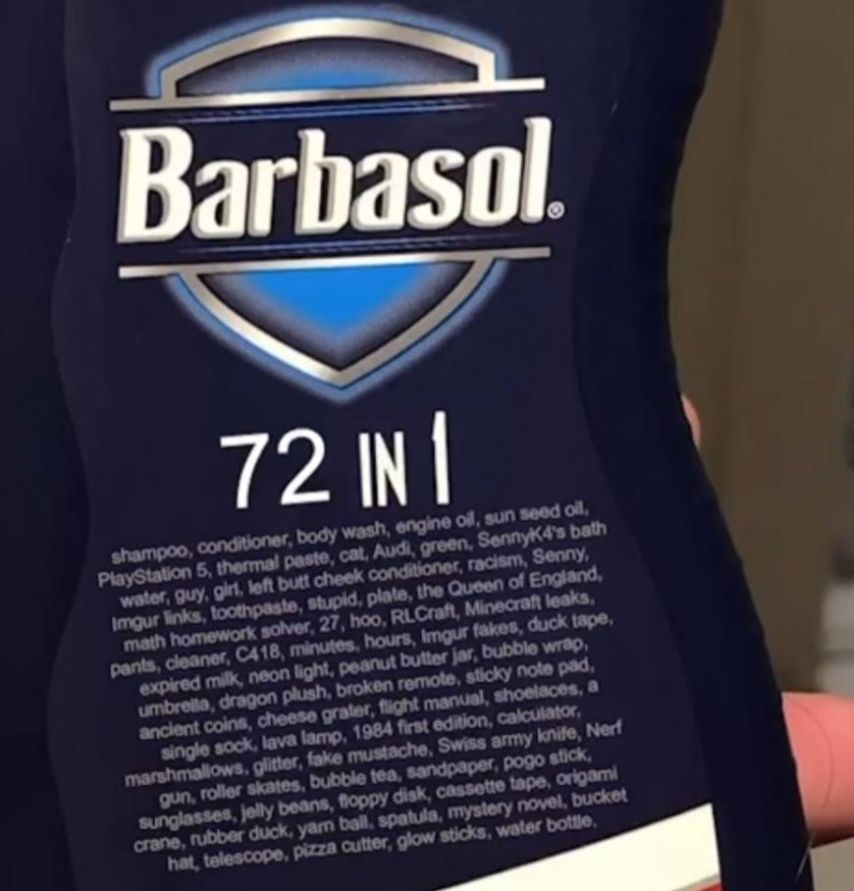 Barbasol®
72 IN 1
shampoo, conditioner, body wash, engine oil, sun seed oil,
PlayStation 5, thermal paste, cat, Audi, green, SennyK4's bath
water, guy, girl, left butt cheek conditioner, racism, Senny,
Imgur links, toothpaste, stupid, plate, the Queen of England,
math homework solver, 27, hoo, RLCraft, Minecraft leaks,
pants, cleaner, C418, minutes, hours, Imgur fakes, duck tape,
expired milk, neon light, peanut butter jar, bubble wrap,
umbrella, dragon plush, broken remote, sticky note pad,
ancient coins, cheese grater, flight manual, shoelaces, a
single sock, lava lamp, 1984 first edition, calculator,
marshmallows, glitter, fake mustache, Swiss army knife, Nerf
gun, roller skates, bubble tea, sandpaper, pogo stick,
sunglasses, jelly beans, floppy disk, cassette tape, origami
crane, rubber duck, yarn ball, spatula, mystery novel, bucket
hat, telescope, pizza cutter, glow sticks, water bottle,